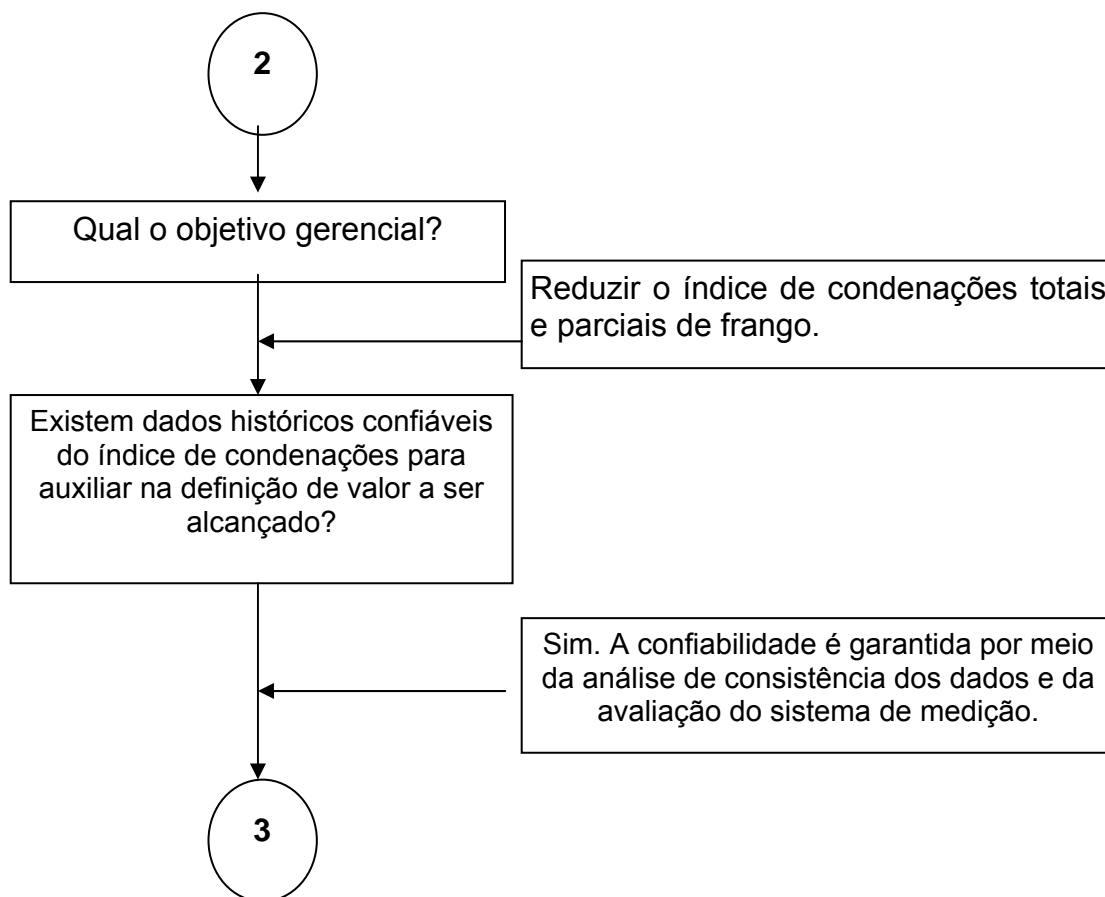 2
Qual o objetivo gerencial?
Reduzir o índice de condenações totais
e parciais de frango.
Existem dados históricos confiáveis
do índice de condenações para
auxiliar na definição de valor a ser
alcançado?
Sim. A confiabilidade é garantida por meio
da análise de consistência dos dados e da
avaliação do sistema de medição.
3